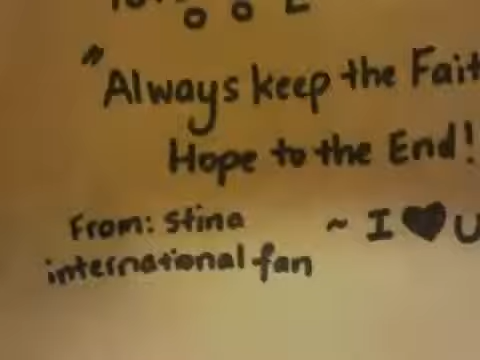 "Always keep the Fait
Hope to the End!
From: Stina
international fan
~ I ♥ U